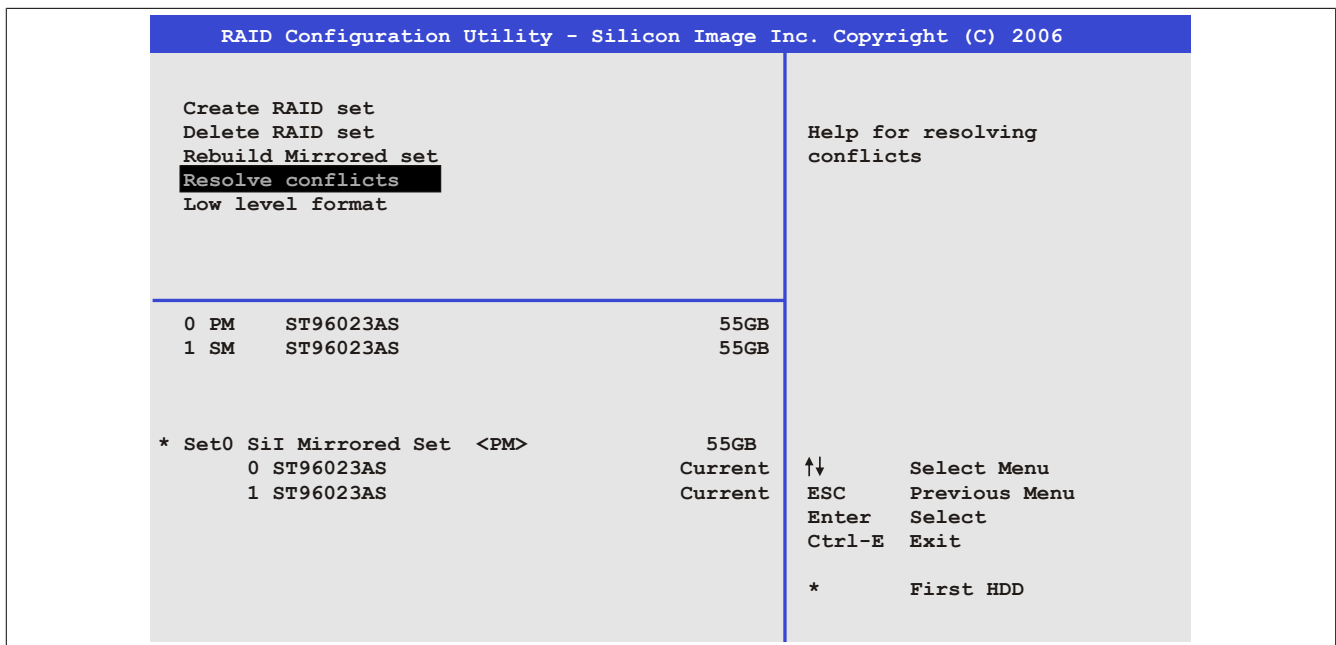 RAID Configuration Utility - Silicon Image Inc. Copyright (C) 2006
Create RAID set
Delete RAID set
Rebuild Mirrored set
Resolve conflicts
Low level format
Help for resolving
conflicts
0 PM ST96023AS 55GB
1 SM ST96023AS 55GB
* Set0 SiI Mirrored Set <PM> 55GB
0 ST96023AS Current
1 ST96023AS Current
↑↓ Select Menu
ESC Previous Menu
Enter Select
Ctrl-E Exit
* First HDD